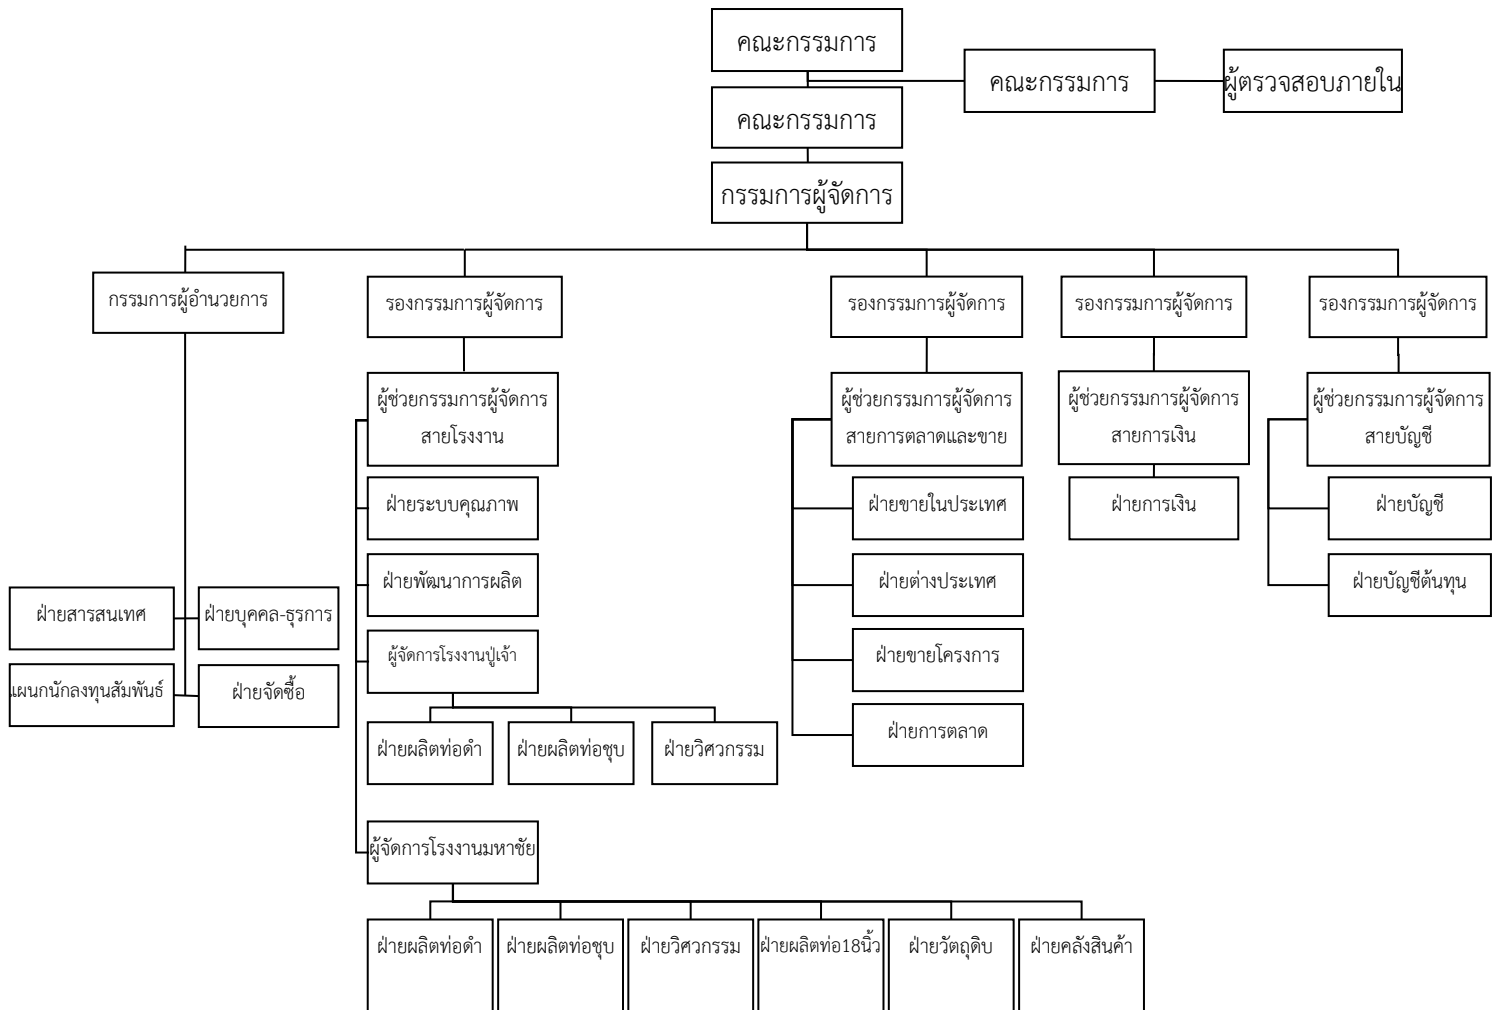 คณะกรรมการ
คณะกรรมการ
ผู้ตรวจสอบภายใน
คณะกรรมการ
กรรมการผู้จัดการ
กรรมการผู้อำนวยการ
รองกรรมการผู้จัดการ
รองกรรมการผู้จัดการ
รองกรรมการผู้จัดการ
รองกรรมการผู้จัดการ
ผู้ช่วยกรรมการผู้จัดการ
สายโรงงาน
ผู้ช่วยกรรมการผู้จัดการ
สายการตลาดและขาย
ผู้ช่วยกรรมการผู้จัดการ
สายการเงิน
ผู้ช่วยกรรมการผู้จัดการ
สายบัญชี
ฝ่ายระบบคุณภาพ
ฝ่ายขายในประเทศ
ฝ่ายการเงิน
ฝ่ายบัญชี
ฝ่ายพัฒนาการผลิต
ฝ่ายต่างประเทศ
ฝ่ายบัญชีต้นทุน
ฝ่ายสารสนเทศ
ฝ่ายบุคคล-ธุรการ
ผู้จัดการโรงงานปู่เจ้า
ฝ่ายขายโครงการ
แผนกนักลงทุนสัมพันธ์
ฝ่ายจัดซื้อ
ฝ่ายการตลาด
ฝ่ายผลิตท่อดำ
ฝ่ายผลิตท่อชุบ
ฝ่ายวิศวกรรม
ผู้จัดการโรงงานมหาชัย
ฝ่ายผลิตท่อดำ
ฝ่ายผลิตท่อชุบ
ฝ่ายวิศวกรรม
ฝ่ายผลิตท่อ18นิ้ว
ฝ่ายวัตถุดิบ
ฝ่ายคลังสินค้า